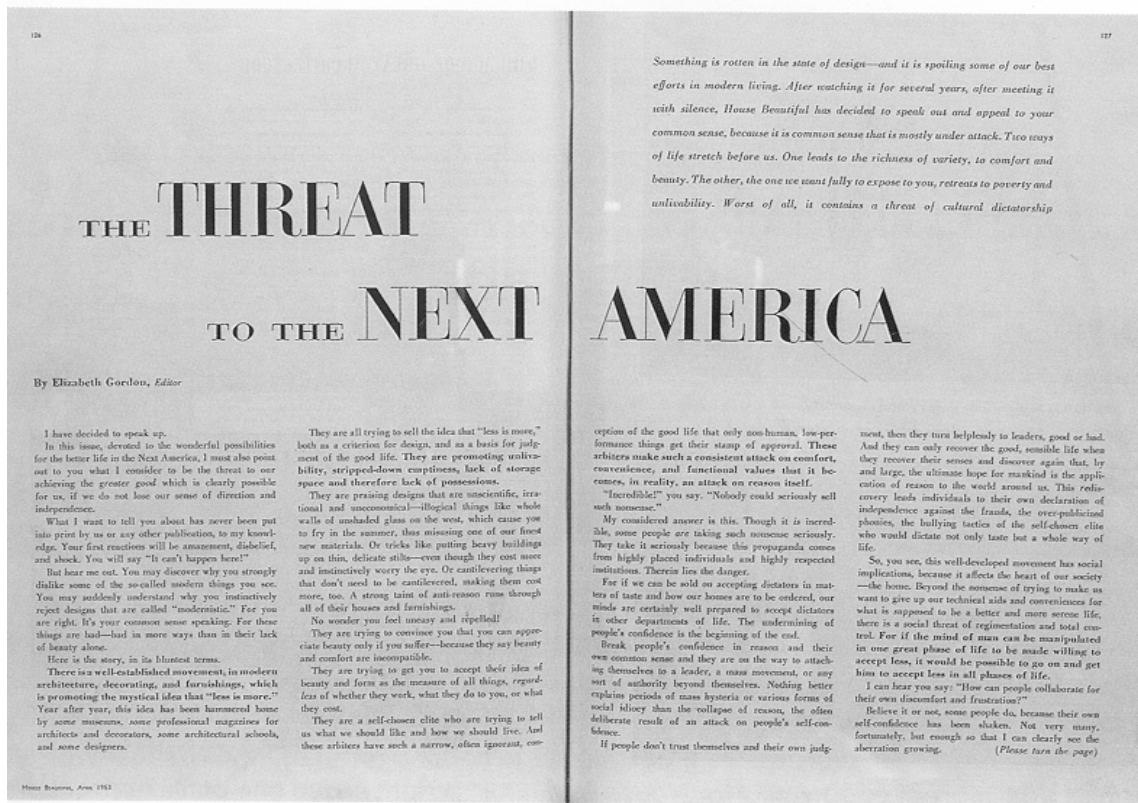 126
THE THREAT
TO THE NEXT AMERICA
By Elizabeth Gordon, Editor
I have decided to speak up.
In this issue, devoted to the wonderful possibilities
for the better life in the Next America, I must also point
out to you what I consider to be the threat to our
achieving the greater good which is clearly possible
for us, if we do not lose our sense of direction and
independence.
What I want to tell you about has never been put
into print by us or any other publication, to my knowl-
edge. Your first reactions will be amazement, disbelief,
and shock. You will say "It can't happen here!"
But hear me out. You may discover why you strongly
dislike some of the so-called modern things you see.
You may suddenly understand why you instinctively
reject designs that are called "modernistic." For you
are right. It's your common sense speaking. For these
things are bad—bad in more ways than in their lack
of beauty alone.
Here is the story, in its bluntest terms.
There is a well-established movement, in modern
architecture, decorating, and furnishings, which
is promoting the mystical idea that "less is more."
Year after year, this idea has been hammered home
by some museums, some professional magazines for
architects and decorators, some architectural schools,
and some designers.
They are all trying to sell the idea that "less is more,"
both as a criterion for design, and as a basis for judg-
ment of the good life. They are promoting unliva-
bility, stripped-down emptiness, lack of storage
space and therefore lack of possessions.
They are praising designs that are unscientific, irra-
tional and uneconomical—illogical things like whole
walls of unshaded glass on the west, which cause you
to fry in the summer, thus misusing one of our finest
new materials. Or tricks like putting heavy buildings
up on thin, delicate stilts—even though they cost more
and instinctively worry the eye. Or cantilevering things
that don't need to be cantilevered, making them cost
more, too. A strong taint of anti-reason runs through
all of their houses and furnishings.
No wonder you feel uneasy and repelled!
They are trying to convince you that you can appre-
ciate beauty only if you suffer—because they say beauty
and comfort are incompatible.
They are trying to get you to accept their idea of
beauty and form as the measure of all things, regard-
less of whether they work, what they do to you, or what
they cost.
They are a self-chosen elite who are trying to tell
us what we should like and how we should live. And
these arbiters have such a narrow, often ignorant, con-
House Beautiful, April 1953
127
Something is rotten in the state of design—and it is spoiling some of our best
efforts in modern living. After watching it for several years, after meeting it
with silence, House Beautiful has decided to speak out and appeal to your
common sense, because it is common sense that is mostly under attack. Two ways
of life stretch before us. One leads to the richness of variety, to comfort and
beauty. The other, the one we want fully to expose to you, retreats to poverty and
unlivability. Worst of all, it contains a threat of cultural dictatorship
ception of the good life that only non-human, low-per-
formance things get their stamp of approval. These
arbiters make such a consistent attack on comfort,
convenience, and functional values that it be-
comes, in reality, an attack on reason itself.
"Incredible!" you say. "Nobody could seriously sell
such nonsense."
My considered answer is this. Though it is incred-
ible, some people are taking such nonsense seriously.
They take it seriously because this propaganda comes
from highly placed individuals and highly respected
institutions. Therein lies the danger.
For if we can be sold on accepting dictators in mat-
ters of taste and how our homes are to be ordered, our
minds are certainly well prepared to accept dictators
in other departments of life. The undermining of
people's confidence is the beginning of the end.
Break people's confidence in reason and their
own common sense and they are on the way to attach-
ing themselves to a leader, a mass movement, or any
sort of authority beyond themselves. Nothing better
explains periods of mass hysteria or various forms of
social idiocy than the collapse of reason, the often
deliberate result of an attack on people's self-con-
fidence.
If people don't trust themselves and their own judg-
ment, then they turn helplessly to leaders, good or bad.
And they can only recover the good, sensible life when
they recover their senses and discover again that, by
and large, the ultimate hope for mankind is the appli-
cation of reason to the world around us. This redis-
covery leads individuals to their own declaration of
independence against the frauds, the over-publicized
phonies, the bullying tactics of the self-chosen elite
who would dictate not only taste but a whole way of
life.
So, you see, this well-developed movement has social
implications, because it affects the heart of our society
—the home. Beyond the nonsense of trying to make us
want to give up our technical aids and conveniences for
what is supposed to be a better and more serene life,
there is a social threat of regimentation and total con-
trol. For if the mind of man can be manipulated
in one great phase of life to be made willing to
accept less, it would be possible to go on and get
him to accept less in all phases of life.
I can hear you say: "How can people collaborate for
their own discomfort and frustration?"
Believe it or not, some people do, because their own
self-confidence has been shaken. Not very many,
fortunately, but enough so that I can clearly see the
aberration growing. (Please turn the page)